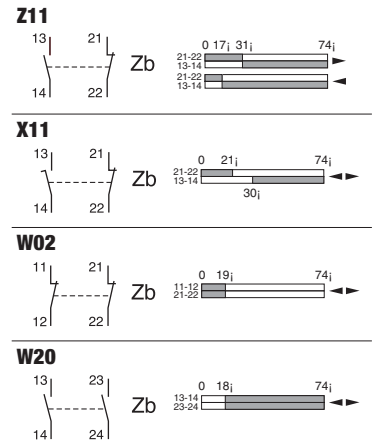 Z11
13 21 0 17¡ 31¡ 74¡
Zb 21-22
13-14
21-22
13-14
14 22
X11
13 21 0 21¡ 74¡
Zb 21-22
13-14
30¡
14 22
W02
11 21 0 19¡ 74¡
Zb 11-12
21-22
12 22
W20
13 23 0 18¡ 74¡
Zb 13-14
23-24
14 24